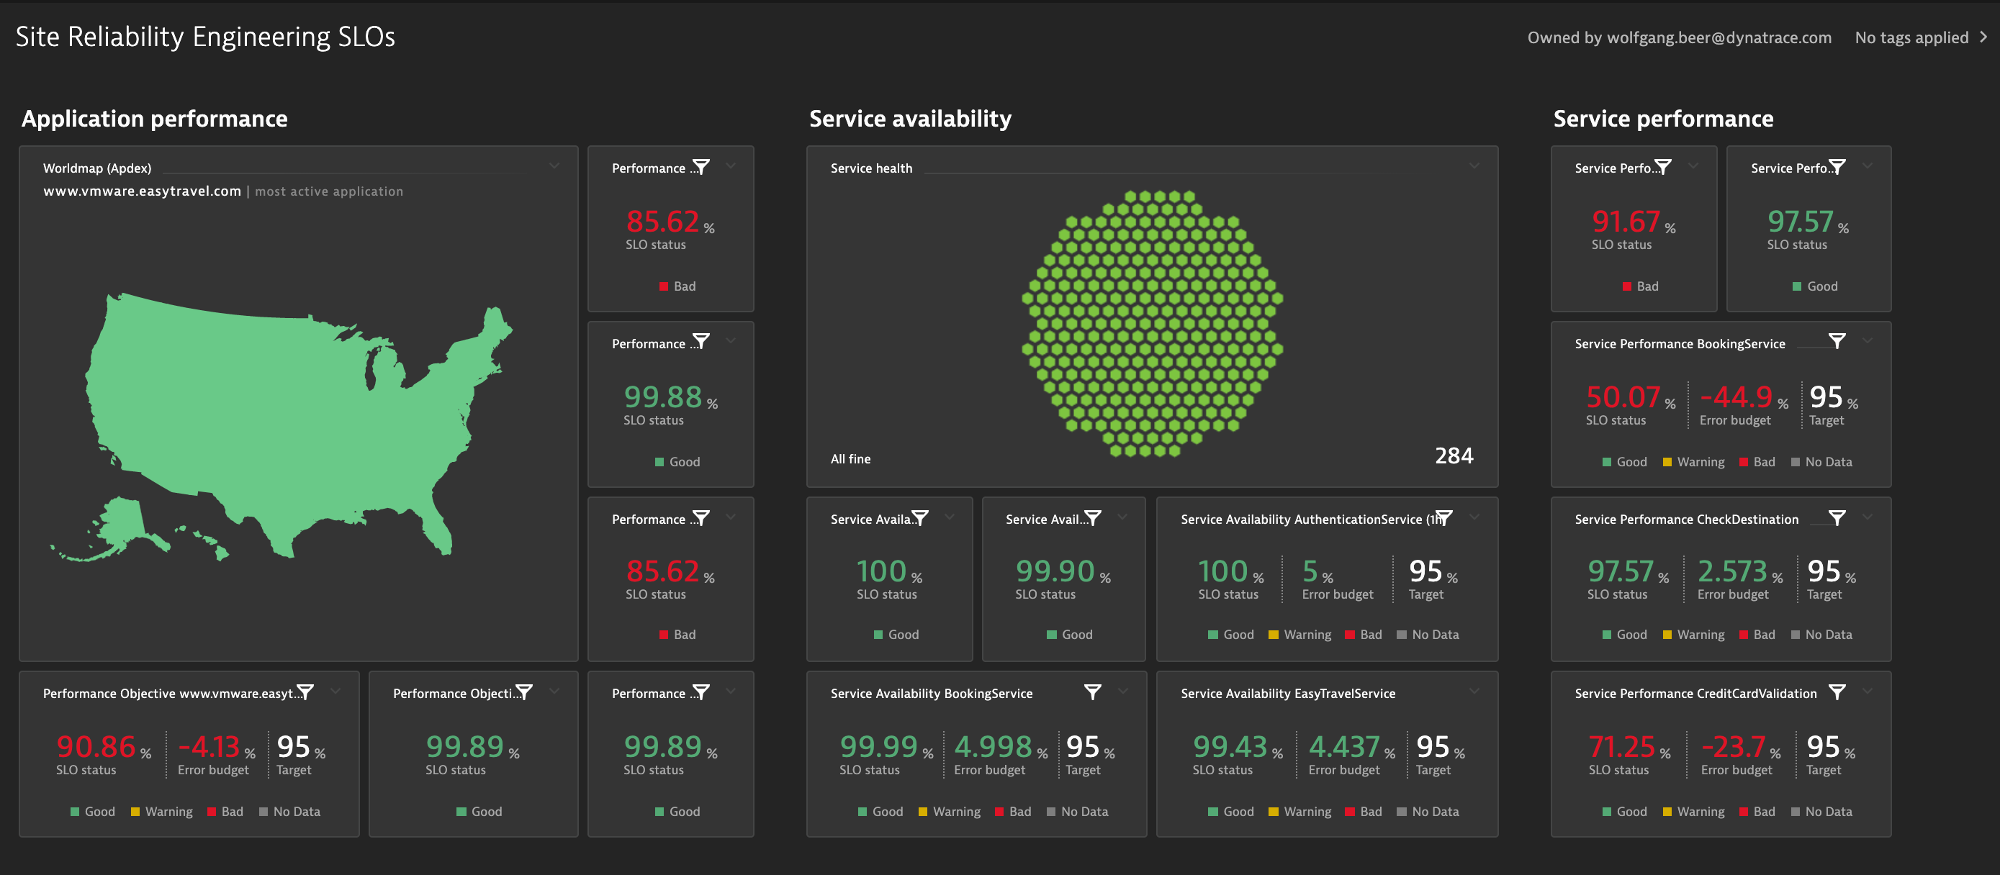 Site Reliability Engineering SLOs
Owned by wolfgang.beer@dynatrace.com No tags applied
Application performance
Worldmap (Apdex)
www.vmware.easytravel.com | most active application
Performance ...
85.62 %
SLO status
Bad
Performance ...
99.88 %
SLO status
Good
Performance ...
85.62 %
SLO status
Bad
Performance Objective www.vmware.easyt...
90.86 % -4.13 % 95 %
SLO status Error budget Target
Good Warning Bad No Data
Performance Objecti...
99.89 %
SLO status
Good
Performance ...
99.89 %
SLO status
Good
Service availability
Service health
All fine
284
Service Availa...
100 %
SLO status
Good
Service Avail...
99.90 %
SLO status
Good
Service Availability AuthenticationService (1h
100 % 5 % 95 %
SLO status Error budget Target
Good Warning Bad No Data
Service Availability BookingService
99.99 % 4.998 % 95 %
SLO status Error budget Target
Good Warning Bad No Data
Service Availability EasyTravelService
99.43 % 4.437 % 95 %
SLO status Error budget Target
Good Warning Bad No Data
Service performance
Service Perfo...
91.67 %
SLO status
Bad
Service Perfo...
97.57 %
SLO status
Good
Service Performance BookingService
50.07 % -44.9 % 95 %
SLO status Error budget Target
Good Warning Bad No Data
Service Performance CheckDestination
97.57 % 2.573 % 95 %
SLO status Error budget Target
Good Warning Bad No Data
Service Performance CreditCardValidation
71.25 % -23.7 % 95 %
SLO status Error budget Target
Good Warning Bad No Data